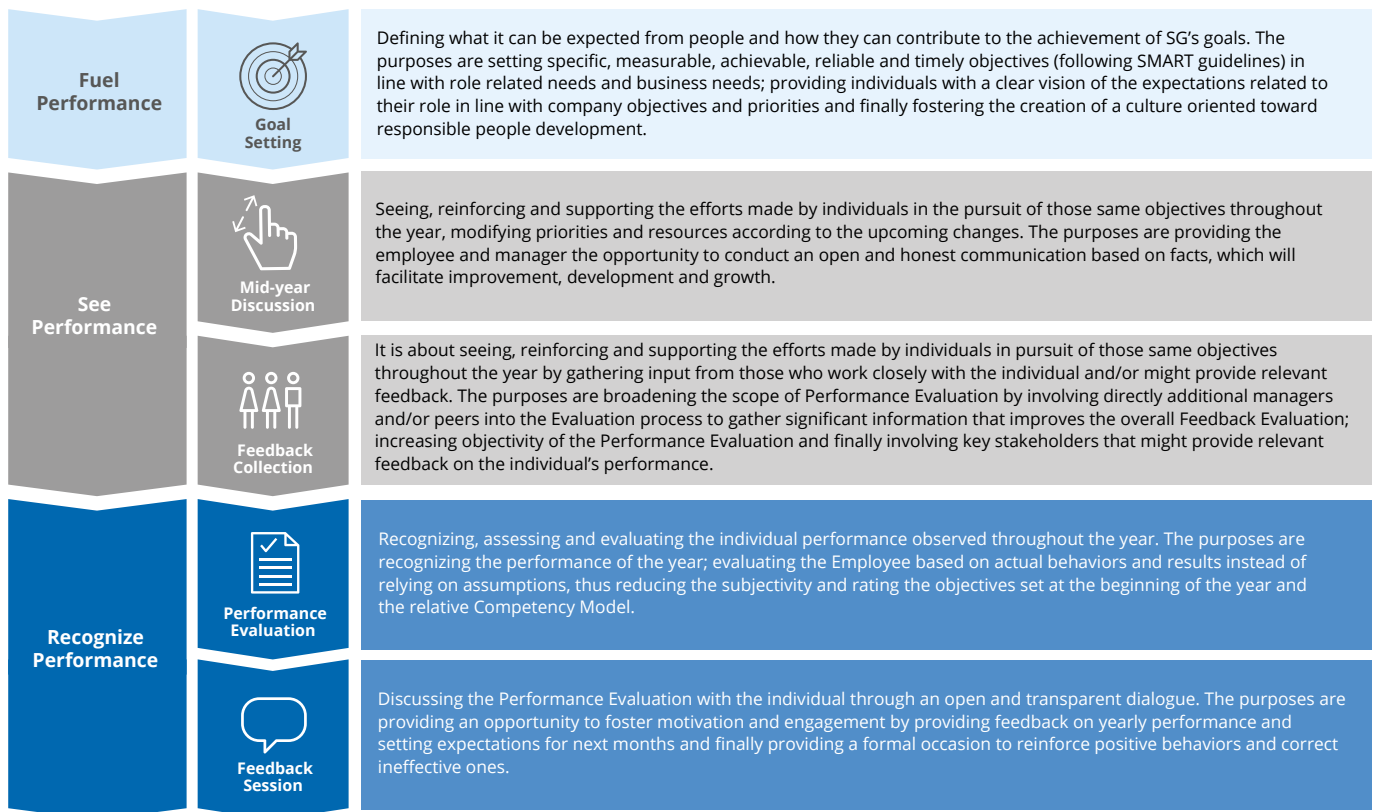 Fuel
Performance
Goal
Setting
Defining what it can be expected from people and how they can contribute to the achievement of SG’s goals. The
purposes are setting specific, measurable, achievable, reliable and timely objectives (following SMART guidelines) in
line with role related needs and business needs; providing individuals with a clear vision of the expectations related to
their role in line with company objectives and priorities and finally fostering the creation of a culture oriented toward
responsible people development.
See
Performance
Mid-year
Discussion
Seeing, reinforcing and supporting the efforts made by individuals in the pursuit of those same objectives throughout
the year, modifying priorities and resources according to the upcoming changes. The purposes are providing the
employee and manager the opportunity to conduct an open and honest communication based on facts, which will
facilitate improvement, development and growth.
Feedback
Collection
It is about seeing, reinforcing and supporting the efforts made by individuals in pursuit of those same objectives
throughout the year by gathering input from those who work closely with the individual and/or might provide relevant
feedback. The purposes are broadening the scope of Performance Evaluation by involving directly additional managers
and/or peers into the Evaluation process to gather significant information that improves the overall Feedback Evaluation;
increasing objectivity of the Performance Evaluation and finally involving key stakeholders that might provide relevant
feedback on the individual’s performance.
Recognize
Performance
Performance
Evaluation
Recognizing, assessing and evaluating the individual performance observed throughout the year. The purposes are
recognizing the performance of the year; evaluating the Employee based on actual behaviors and results instead of
relying on assumptions, thus reducing the subjectivity and rating the objectives set at the beginning of the year and
the relative Competency Model.
Feedback
Session
Discussing the Performance Evaluation with the individual through an open and transparent dialogue. The purposes are
providing an opportunity to foster motivation and engagement by providing feedback on yearly performance and
setting expectations for next months and finally providing a formal occasion to reinforce positive behaviors and correct
ineffective ones.